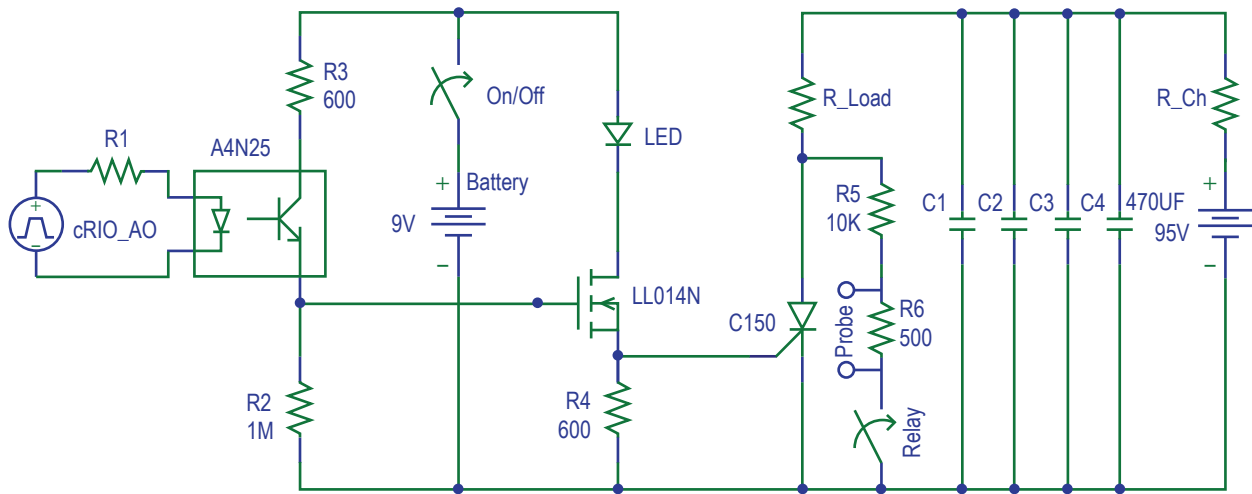 R1
cRIO_AO
+
–
A4N25
R3
600
R2
1M
On/Off
+
Battery
9V
–
LED
LL014N
R4
600
C150
R_Load
R5
10K
Probe
R6
500
Relay
C1
C2
C3
C4
470UF
R_Ch
+
95V
–